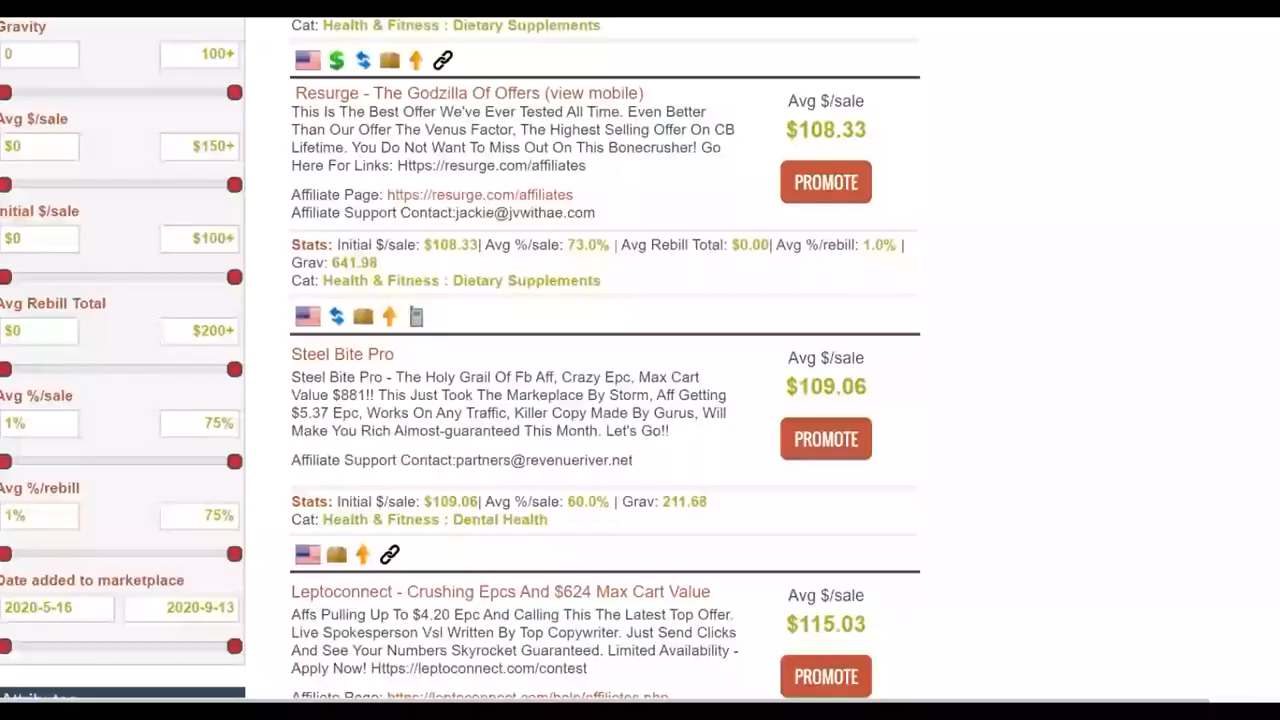 Gravity
0 100+
Avg $/sale
$0 $150+
Initial $/sale
$0 $100+
Avg Rebill Total
$0 $200+
Avg %/sale
1% 75%
Avg %/rebill
1% 75%
Date added to marketplace
2020-5-16 2020-9-13
Attributes
Cat: Health & Fitness : Dietary Supplements
Resurge - The Godzilla Of Offers (view mobile)
This Is The Best Offer We've Ever Tested All Time. Even Better
Than Our Offer The Venus Factor, The Highest Selling Offer On CB
Lifetime. You Do Not Want To Miss Out On This Bonecrusher! Go
Here For Links: Https://resurge.com/affiliates
Affiliate Page: https://resurge.com/affiliates
Affiliate Support Contact:jackie@jvwithae.com
Avg $/sale
$108.33
PROMOTE
Stats: Initial $/sale: $108.33| Avg %/sale: 73.0% | Avg Rebill Total: $0.00| Avg %/rebill: 1.0% |
Grav: 641.98
Cat: Health & Fitness : Dietary Supplements
Steel Bite Pro
Steel Bite Pro - The Holy Grail Of Fb Aff, Crazy Epc, Max Cart
Value $881!! This Just Took The Markeplace By Storm, Aff Getting
$5.37 Epc, Works On Any Traffic, Killer Copy Made By Gurus, Will
Make You Rich Almost-guaranteed This Month. Let's Go!!
Affiliate Support Contact:partners@revenueriver.net
Avg $/sale
$109.06
PROMOTE
Stats: Initial $/sale: $109.06| Avg %/sale: 60.0% | Grav: 211.68
Cat: Health & Fitness : Dental Health
Leptoconnect - Crushing Epcs And $624 Max Cart Value
Affs Pulling Up To $4.20 Epc And Calling This The Latest Top Offer.
Live Spokesperson Vsl Written By Top Copywriter. Just Send Clicks
And See Your Numbers Skyrocket Guaranteed. Limited Availability -
Apply Now! Https://leptoconnect.com/contest
Affiliate Page: https://leptoconnect.com/help/affiliates.php
Avg $/sale
$115.03
PROMOTE